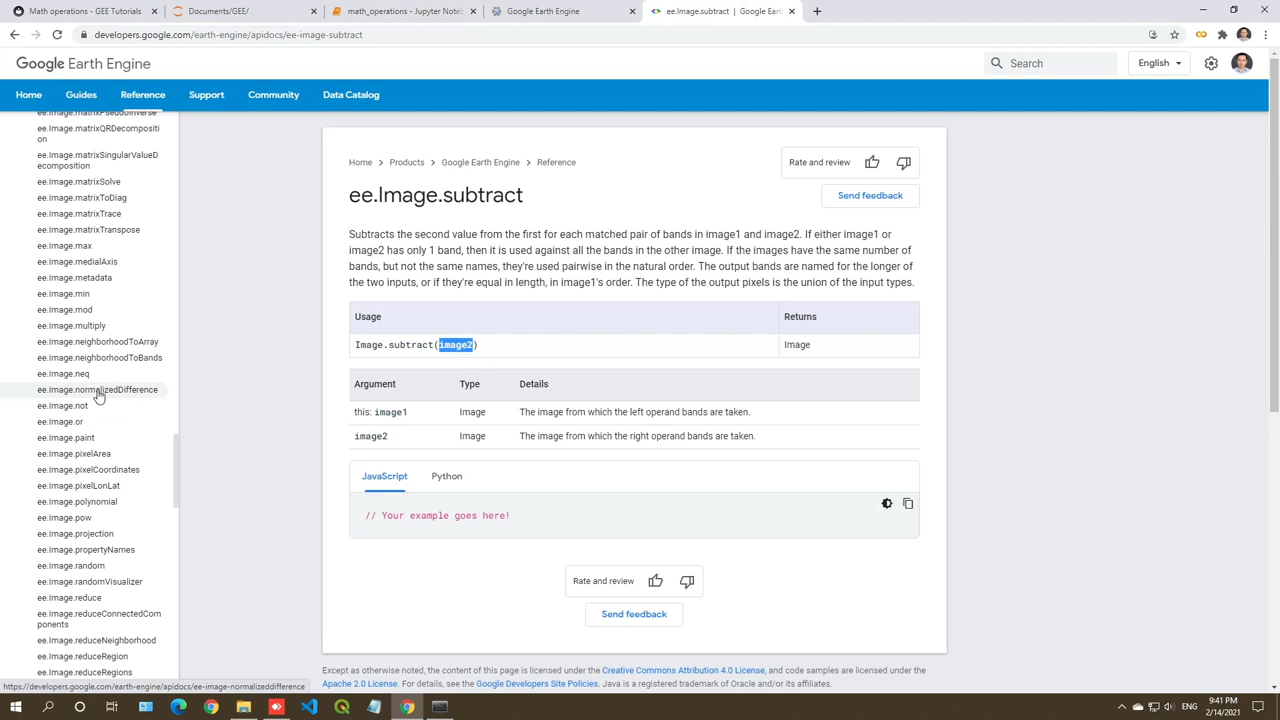 Math operations - GEE Tutorials
Documents/GEE/
math_operations - Jupyter Noteb
Google Earth Engine
ee.Image.subtract | Google Earth
developers.google.com/earth-engine/apidocs/ee-image-subtract
Google Earth Engine
Search
English
Home
Guides
Reference
Support
Community
Data Catalog
ee.Image.matrixPseudoInverse
ee.Image.matrixQRDecompositi
on
ee.Image.matrixSingularValueD
ecomposition
ee.Image.matrixSolve
ee.Image.matrixToDiag
ee.Image.matrixTrace
ee.Image.matrixTranspose
ee.Image.max
ee.Image.medialAxis
ee.Image.metadata
ee.Image.min
ee.Image.mod
ee.Image.multiply
ee.Image.neighborhoodToArray
ee.Image.neighborhoodToBands
ee.Image.neq
ee.Image.normalizedDifference
ee.Image.not
ee.Image.or
ee.Image.paint
ee.Image.pixelArea
ee.Image.pixelCoordinates
ee.Image.pixelLonLat
ee.Image.polynomial
ee.Image.pow
ee.Image.projection
ee.Image.propertyNames
ee.Image.random
ee.Image.randomVisualizer
ee.Image.reduce
ee.Image.reduceConnectedCom
ponents
ee.Image.reduceNeighborhood
ee.Image.reduceRegion
ee.Image.reduceRegions
https://developers.google.com/earth-engine/apidocs/ee-image-normalizeddifference
Home > Products > Google Earth Engine > Reference
Rate and review
ee.Image.subtract
Send feedback
Subtracts the second value from the first for each matched pair of bands in image1 and image2. If either image1 or
image2 has only 1 band, then it is used against all the bands in the other image. If the images have the same number of
bands, but not the same names, they're used pairwise in the natural order. The output bands are named for the longer of
the two inputs, or if they're equal in length, in image1's order. The type of the output pixels is the union of the input types.
Usage Returns
Image.subtract(image2) Image
Argument Type Details
this: image1 Image The image from which the left operand bands are taken.
image2 Image The image from which the right operand bands are taken.
JavaScript Python
// Your example goes here!
Rate and review
Send feedback
Except as otherwise noted, the content of this page is licensed under the Creative Commons Attribution 4.0 License, and code samples are licensed under the
Apache 2.0 License. For details, see the Google Developers Site Policies. Java is a registered trademark of Oracle and/or its affiliates.
ENG
9:41 PM
2/14/2021